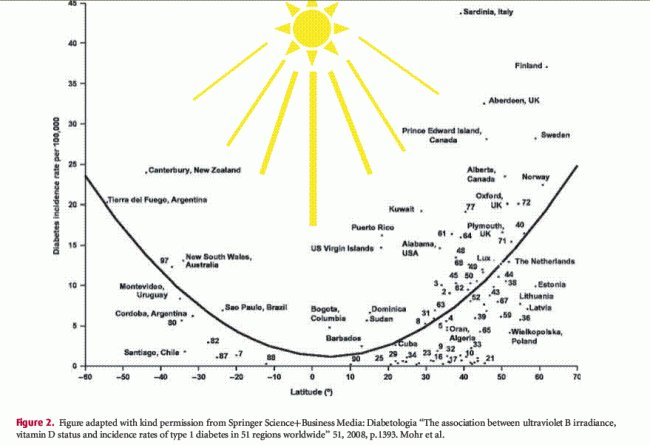 45
Sardinia, Italy
40
Finland
35
Aberdeen, UK
30
Prince Edward Island,
Canada
Sweden
25
Canterbury, New Zealand
Alberta,
Canada
Norway
20
Tierra del Fuego, Argentina
Kuwait
77
Oxford,
UK
72
Puerto Rico
61
64
Plymouth,
UK
40
71
15
US Virgin Islands
Alabama,
USA
48
68
Lux
The Netherlands
97
New South Wales,
Australia
45
50
44
38
10
Montevideo,
Uruguay
3
2
62
43
Estonia
52
67
Lithuania
Sao Paulo, Brazil
Bogota,
Columbia
Dominica
Sudan
63
31
8
5
4
39
59
Latvia
36
Cordoba, Argentina
80
5
Oran,
Algeria
65
Wielkopolska,
Poland
82
Barbados
Cuba
9
32
33
Santiago, Chile
87
7
88
90
25
29
34
23
16
17
10
45
21
0
−60
−50
−40
−30
−20
−10
0
10
20
30
40
50
60
70
Latitude (°)
Diabetes incidence rate per 100,000
Figure 2. Figure adapted with kind permission from Springer Science+Business Media: Diabetologia “The association between ultraviolet B irradiance,
vitamin D status and incidence rates of type 1 diabetes in 51 regions worldwide” 51, 2008, p.1393. Mohr et al.